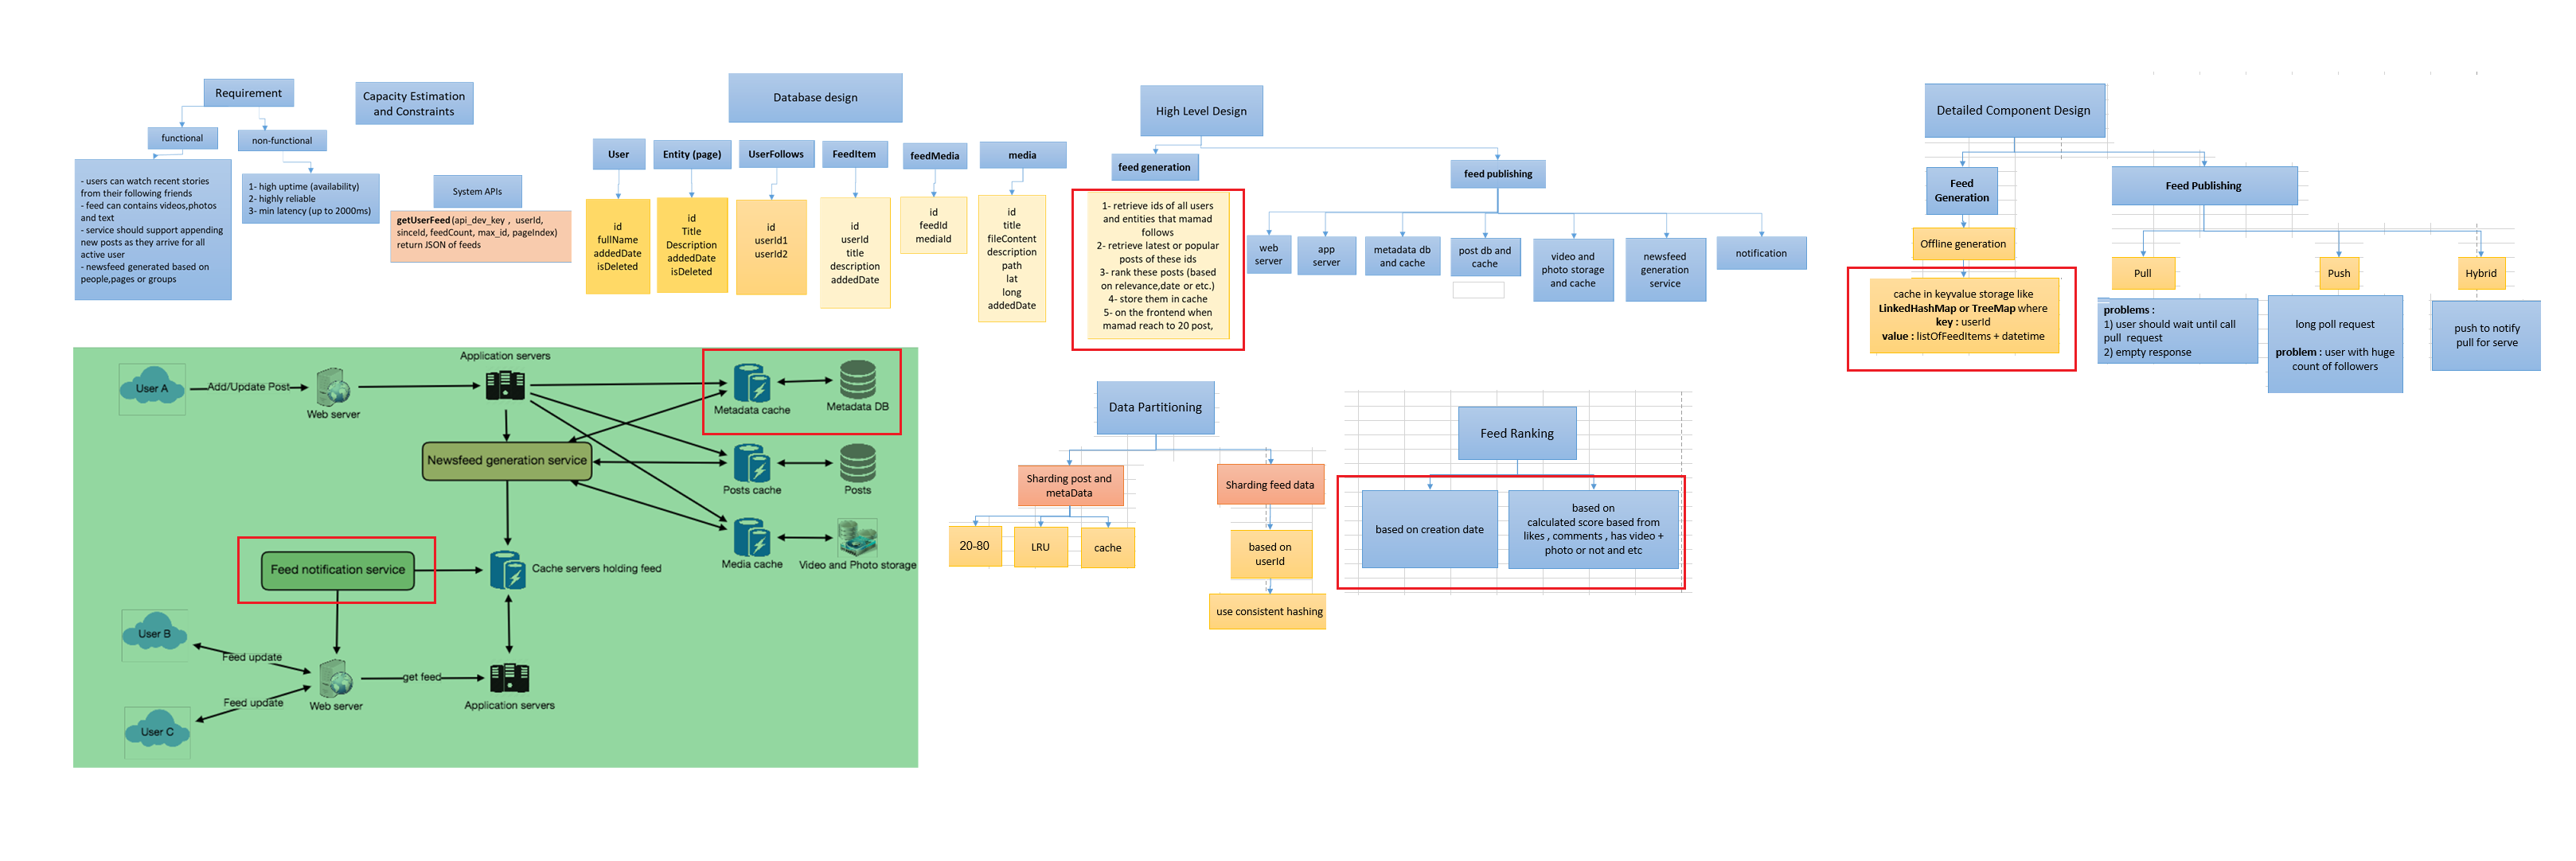 Requirement
functional
non-functional
- users can watch recent stories
from their following friends
- feed can contains videos,photos
and text
- service should support appending
new posts as they arrive for all
active user
- newsfeed generated based on
people,pages or groups
1- high uptime (availability)
2- highly reliable
3- min latency (up to 2000ms)
Capacity Estimation
and Constraints
System APIs
getUserFeed(api_dev_key , userId,
sinceId, feedCount, max_id, pageIndex)
return JSON of feeds
Database design
User
id
fullName
addedDate
isDeleted
Entity (page)
id
Title
Description
addedDate
isDeleted
UserFollows
id
userId1
userId2
FeedItem
id
userId
title
description
addedDate
feedMedia
id
feedId
mediaId
media
id
title
fileContent
description
path
lat
long
addedDate
High Level Design
feed generation
1- retrieve ids of all users
and entities that mamad
follows
2- retrieve latest or popular
posts of these ids
3- rank these posts (based
on relevance,date or etc.)
4- store them in cache
5- on the frontend when
mamad reach to 20 post,
feed publishing
web
server
app
server
metadata db
and cache
post db and
cache
video and
photo storage
and cache
newsfeed
generation
service
notification
Detailed Component Design
Feed
Generation
Offline generation
cache in keyvalue storage like
LinkedHashMap or TreeMap where
key : userId
value : listOfFeedItems + datetime
Feed Publishing
Pull
problems :
1) user should wait until call
pull request
2) empty response
Push
long poll request
problem : user with huge
count of followers
Hybrid
push to notify
pull for serve
User A
Add/Update Post
Web server
Application servers
Metadata cache
Metadata DB
Newsfeed generation service
Posts cache
Posts
Media cache
Video and Photo storage
Feed notification service
Cache servers holding feed
User B
Feed update
Web server
get feed
Application servers
Feed update
User C
Data Partitioning
Sharding post and
metaData
20-80
LRU
cache
Sharding feed data
based on
userId
use consistent hashing
Feed Ranking
based on creation date
based on
calculated score based from
likes , comments , has video +
photo or not and etc